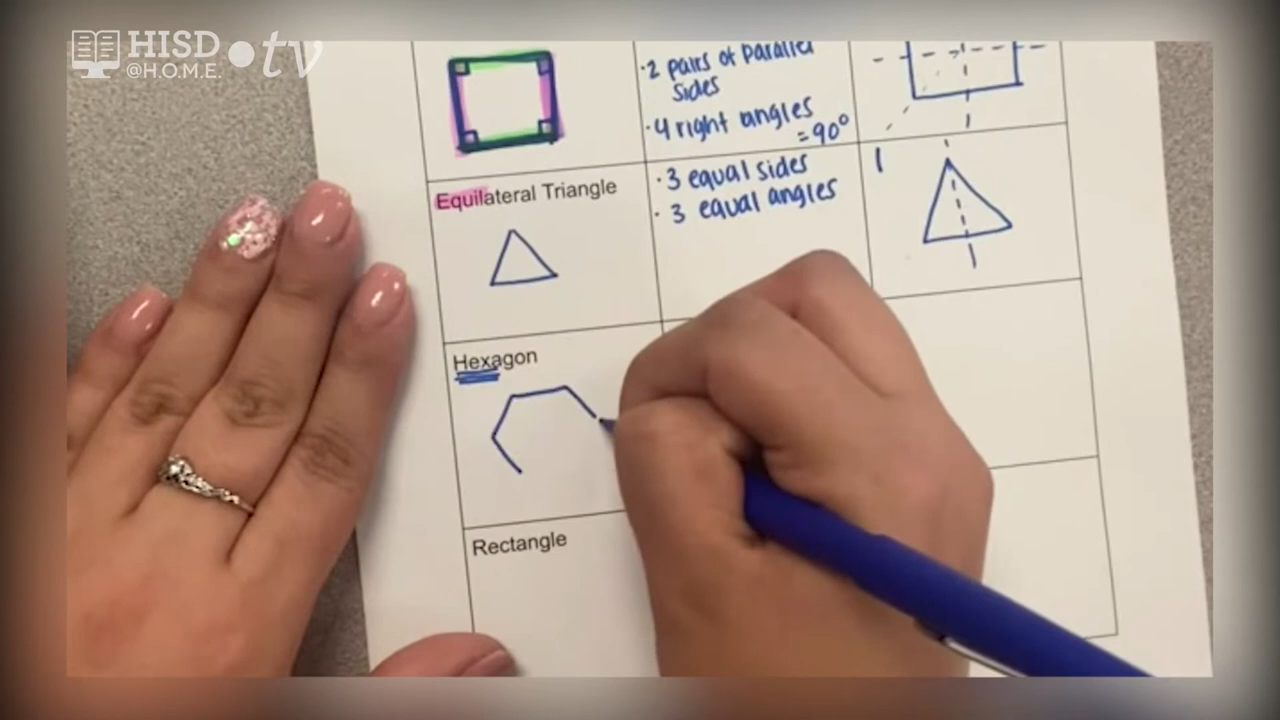 HISD
@H.O.M.E.
tv
·2 pairs of parallel
sides
·4 right angles
=90°
Equilateral Triangle
·3 equal sides
·3 equal angles
1
Hexagon
Rectangle